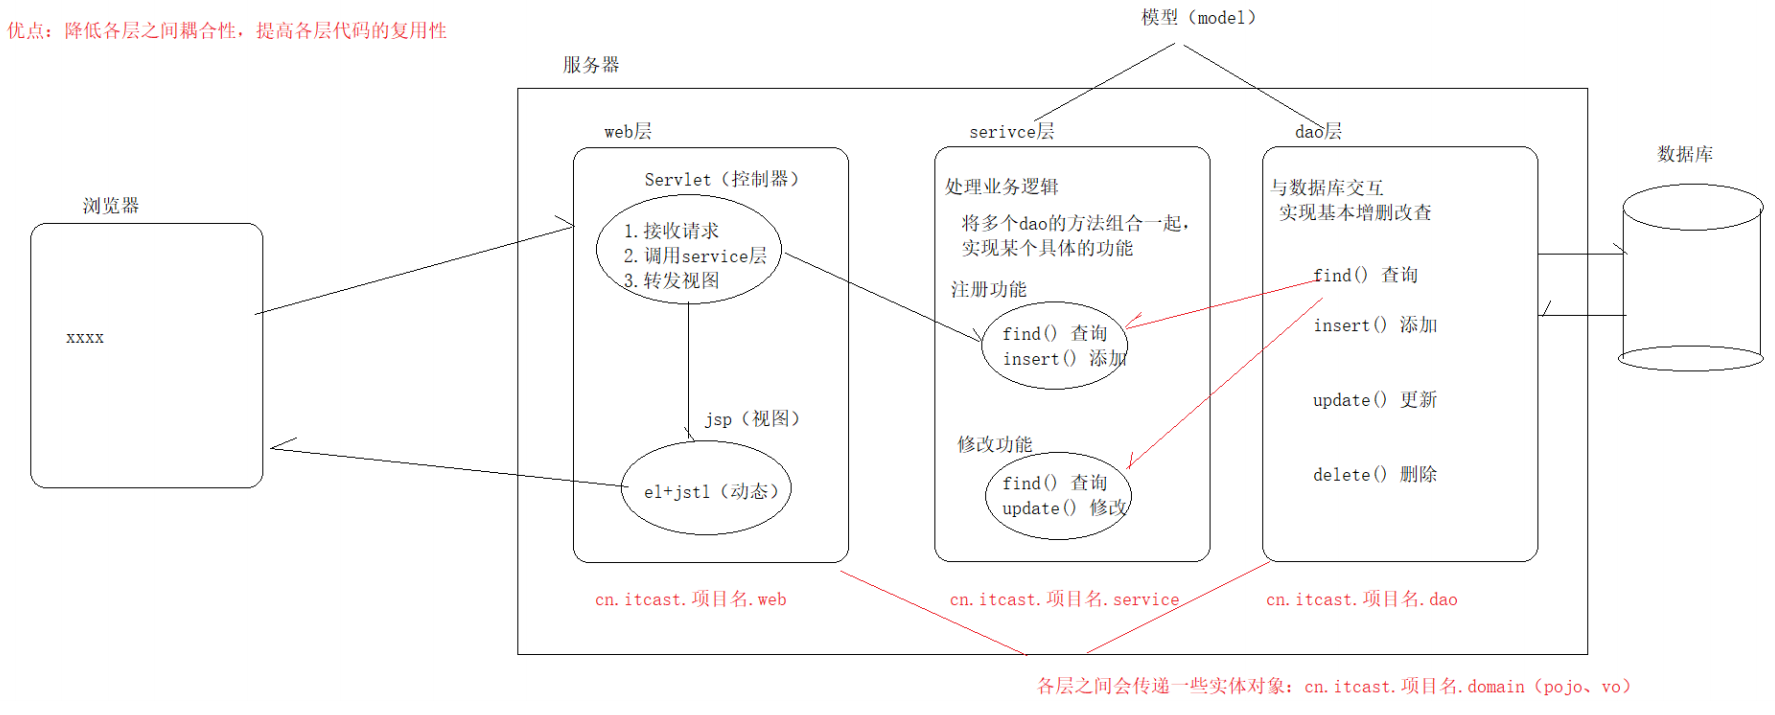 模型（model）
优点：降低各层之间耦合性，提高各层代码的复用性
服务器
web层
serivce层
dao层
数据库
浏览器
xxxx
Servlet（控制器）
1.接收请求
2.调用service层
3.转发视图
jsp（视图）
el+jstl（动态）
处理业务逻辑
将多个dao的方法组合一起，
实现某个具体的功能
注册功能
find() 查询
insert() 添加
修改功能
find() 查询
update() 修改
与数据库交互
实现基本增删改查
find() 查询
insert() 添加
update() 更新
delete() 删除
cn.itcast.项目名.web
cn.itcast.项目名.service
cn.itcast.项目名.dao
各层之间会传递一些实体对象：cn.itcast.项目名.domain（pojo、vo）